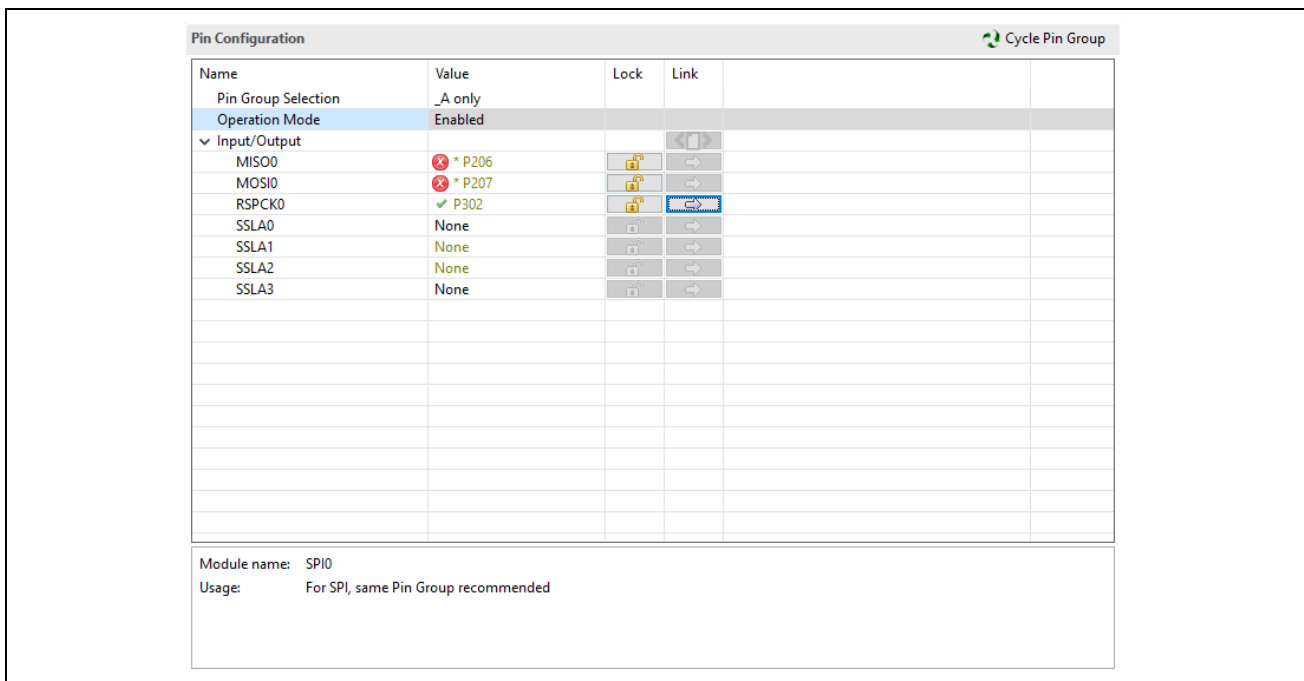 Pin Configuration Cycle Pin Group
Name Value Lock Link
Pin Group Selection _A only
Operation Mode Enabled
Input/Output
MISO0 * P206
MOSI0 * P207
RSPCK0 P302
SSLA0 None
SSLA1 None
SSLA2 None
SSLA3 None
Module name: SPI0
Usage: For SPI, same Pin Group recommended